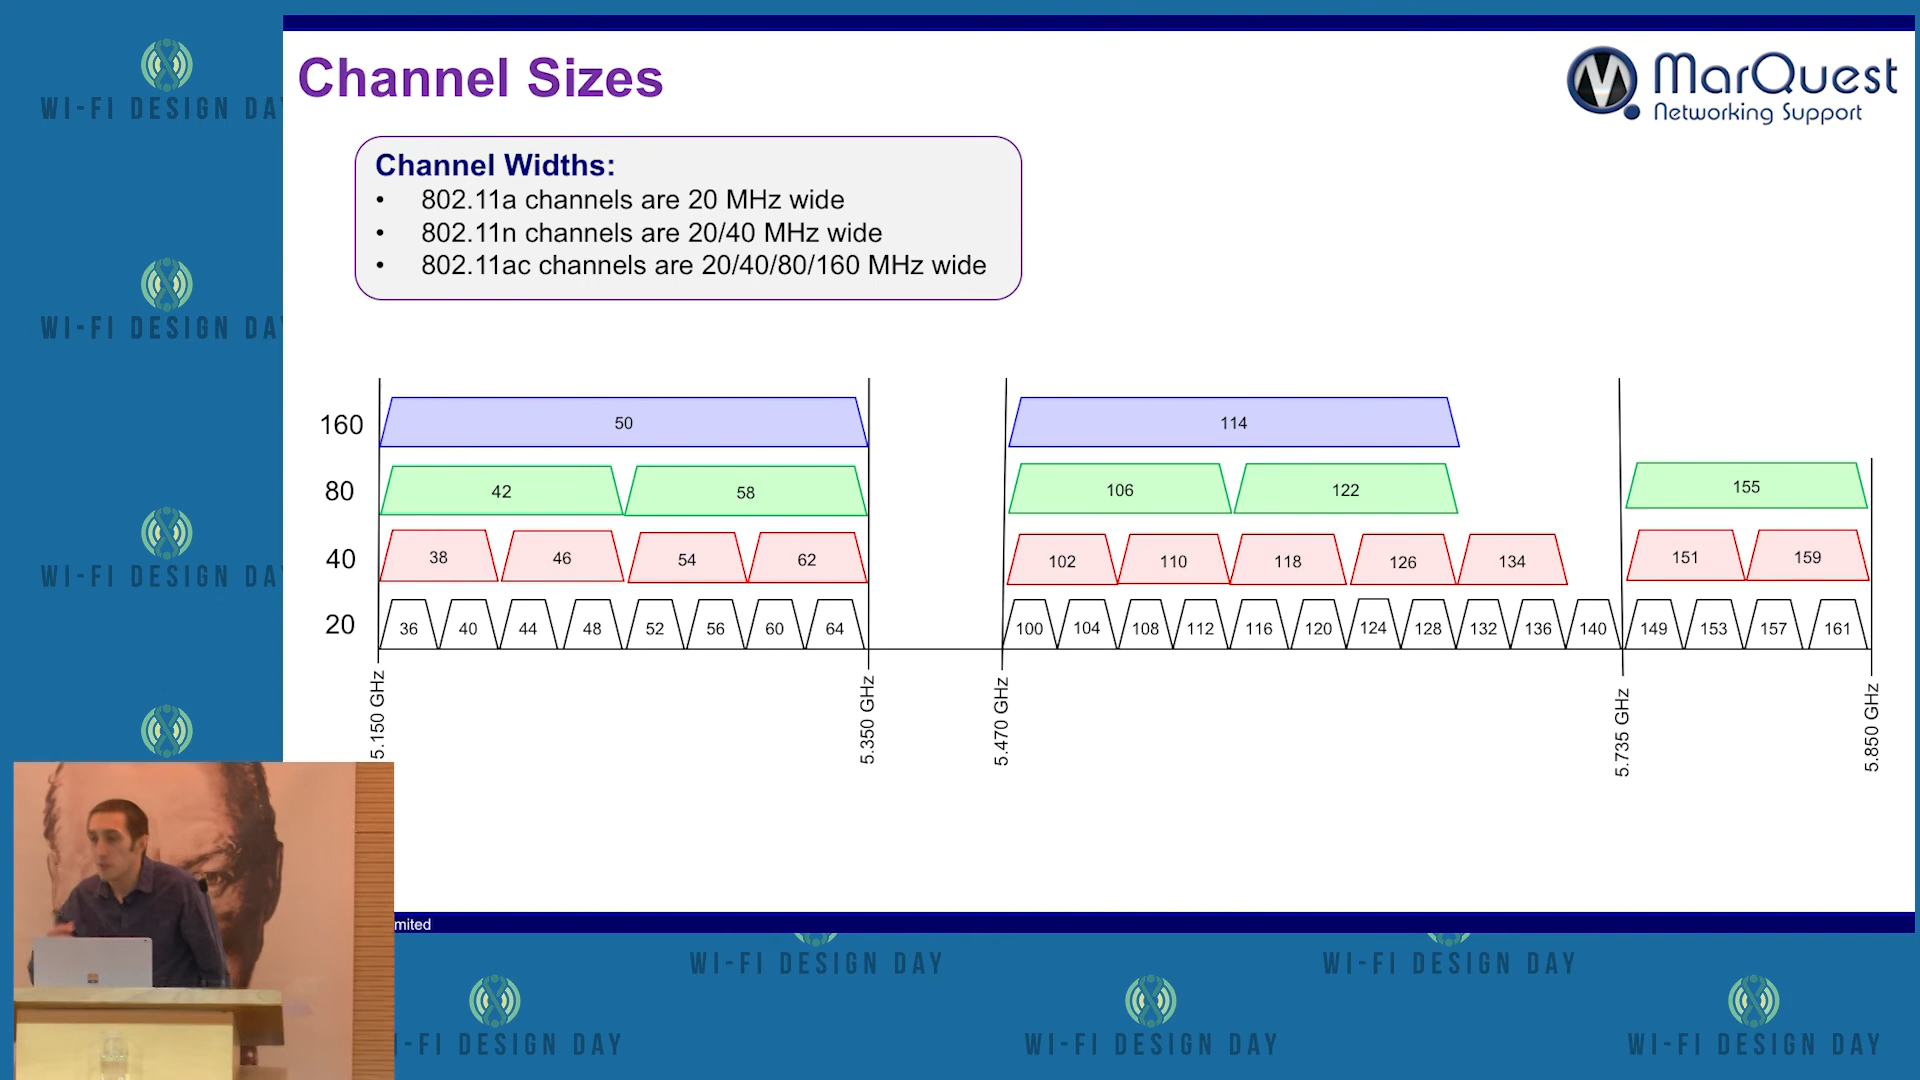 Channel Sizes
MarQuest
Networking Support
Channel Widths:
• 802.11a channels are 20 MHz wide
• 802.11n channels are 20/40 MHz wide
• 802.11ac channels are 20/40/80/160 MHz wide
160 50 114
80 42 58 106 122 155
40 38 46 54 62 102 110 118 126 134 151 159
20 36 40 44 48 52 56 60 64 100 104 108 112 116 120 124 128 132 136 140 149 153 157 161
5.150 GHz 5.350 GHz 5.470 GHz 5.735 GHz 5.850 GHz
mited
WI-FI DESIGN DAY
WI-FI DESIGN DAY
WI-FI DESIGN DAY
WI-FI DESIGN DAY
WI-FI DESIGN DAY
-FI DESIGN DAY
WI-FI DESIGN DAY
WI-FI DESIGN DAY